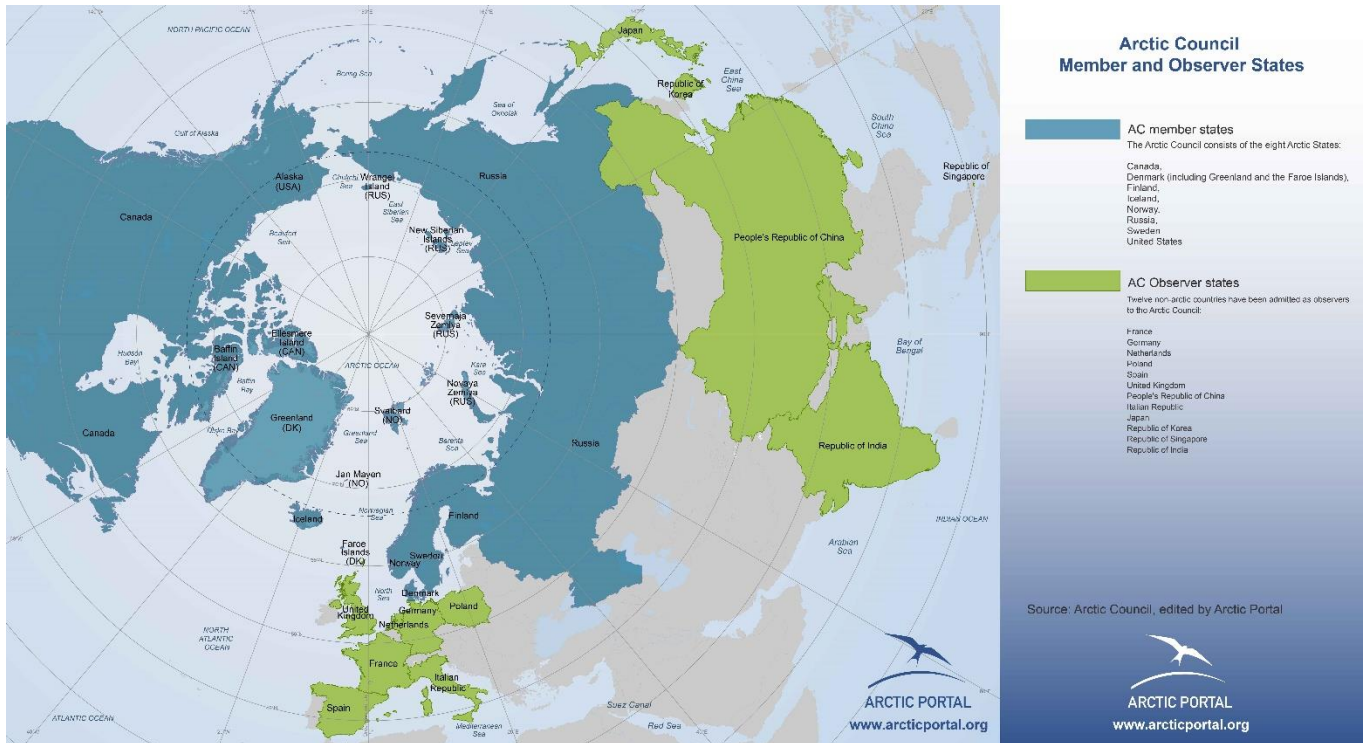 NORTH PACIFIC OCEAN
Japan
Bering Sea
Republic of
Korea
East
China
Sea
Sea of
Gulf of Alaska
South
China
Sea
Republic of
Singapore
Alaska
(USA)
Chukchi
Sea
Wrangel
Island
(RUS)
Russia
Canada
East
Siberian
Sea
Beaufort
Sea
New Siberian
Islands
(RUS)
Laptev
Sea
People's Republic of China
Severnaja
Zemlya
(RUS)
Ellesmere
Island
(CAN)
Hudson
Bay
Baffin
Island
(CAN)
Bay of
Bengal
ARCTIC OCEAN
Kara
Sea
Baffin
Bay
Novaya
Zemlya
(RUS)
Svalbard
(NO)
Greenland
(DK)
Canada
Greenland
Sea
Barents
Sea
Russia
Republic of India
Jan Mayen
(NO)
Norwegian
Sea
Iceland
Finland
INDIAN OCEAN
Arabian
Sea
Faroe
Islands
(DK)
Norway
Sweden
North
Sea
Denmark
United
Kingdom
Germany
Poland
Netherlands
NORTH
ATLANTIC
OCEAN
France
Italian
Republic
Spain
ATLANTIC OCEAN
Mediterranean
Sea
Suez Canal
Red Sea
ARCTIC PORTAL
www.arcticportal.org
Arctic Council
Member and Observer States
AC member states
The Arctic Council consists of the eight Arctic States:
Canada,
Denmark (including Greenland and the Faroe Islands),
Finland,
Iceland,
Norway,
Russia,
Sweden
United States
AC Observer states
Twelve non-arctic countries have been admitted as observers
to the Arctic Council:
France
Germany
Netherlands
Poland
Spain
United Kingdom
People's Republic of China
Italian Republic
Japan
Republic of Korea
Republic of Singapore
Republic of India
Source: Arctic Council, edited by Arctic Portal
ARCTIC PORTAL
www.arcticportal.org